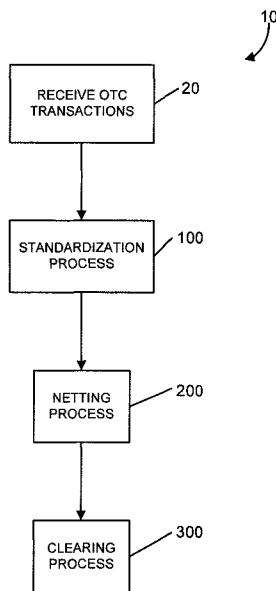 10
RECEIVE OTC
TRANSACTIONS
20
STANDARDIZATION
PROCESS
100
NETTING
PROCESS
200
CLEARING
PROCESS
300